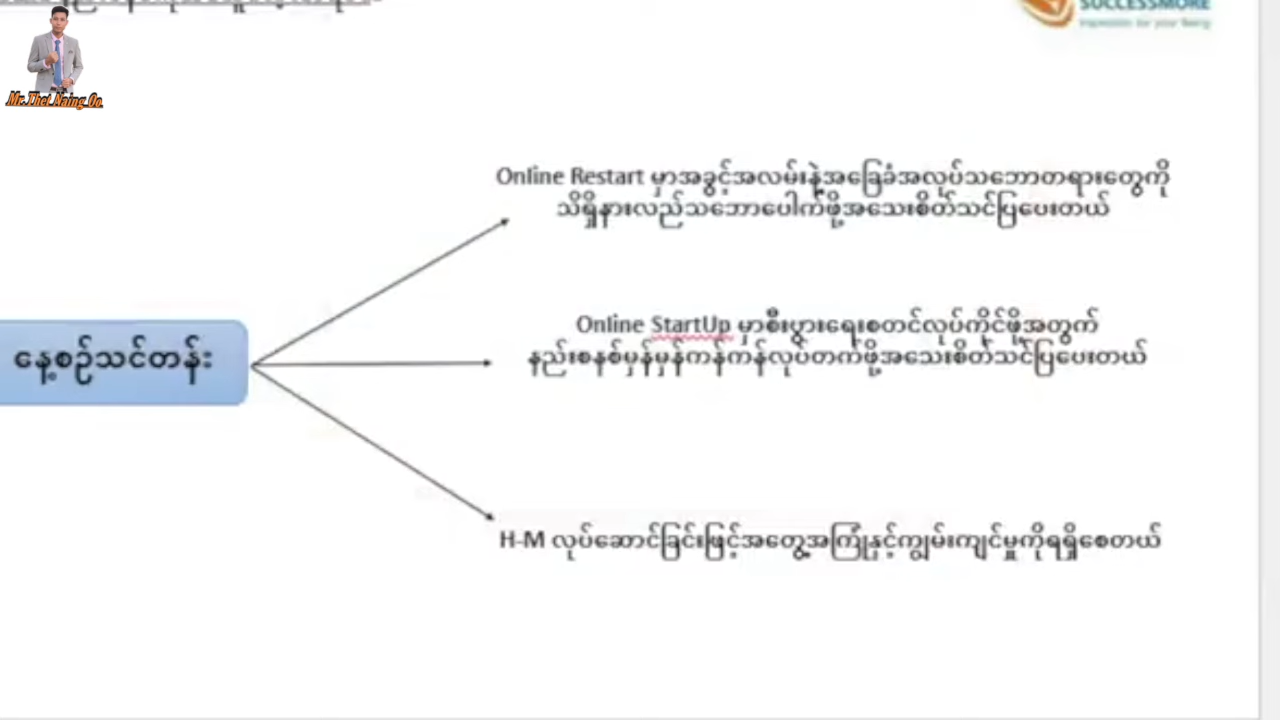 SUCCESSMORE
Mr.Thet Naing Oo
Online Restart မှာအခွင့်အလမ်းနဲ့အခြေခံအလုပ်သဘောတရားတွေကို
သိရှိနားလည်သဘောပေါက်ဖို့အသေးစိတ်သင်ပြပေးတယ်
Online StartUp မှာစီးပွားရေးစတင်လုပ်ကိုင်ဖို့အတွက်
နည်းစနစ်မှန်မှန်ကန်ကန်လုပ်တက်ဖို့အသေးစိတ်သင်ပြပေးတယ်
နေ့စဉ်သင်တန်း
H-M လုပ်ဆောင်ခြင်းဖြင့်အတွေ့အကြုံနှင့်ကျွမ်းကျင်မှုကိုရရှိစေတယ်